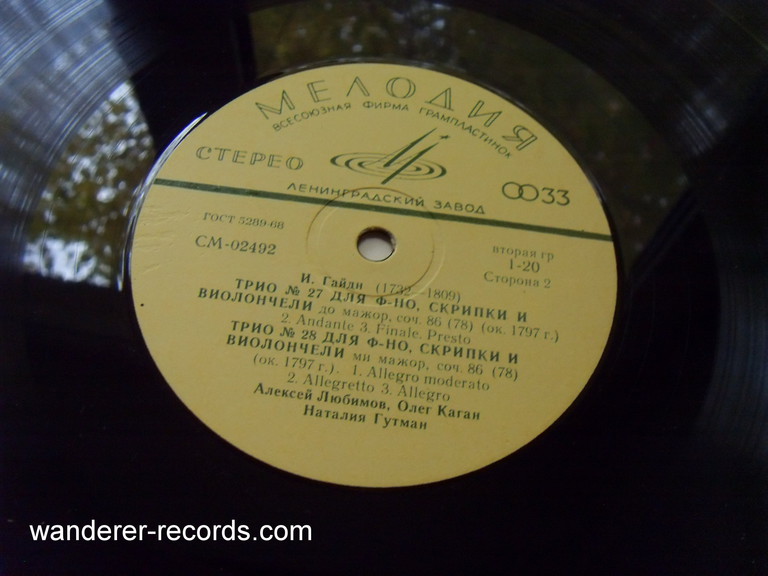 МЕЛОДИЯ
ВСЕСОЮЗНАЯ ФИРМА ГРАМПЛАСТИНОК
СТЕРЕО
33
ЛЕНИНГРАДСКИЙ ЗАВОД
ГОСТ 5289-68
СМ-02492
вторая гр
1-20
Сторона 2
И. Гайдн (1732—1809)
ТРИО № 27 ДЛЯ Ф-НО, СКРИПКИ И
ВИОЛОНЧЕЛИ до мажор, соч. 86 (78) (ок. 1797 г.)
2. Andante 3. Finale. Presto
ТРИО № 28 ДЛЯ Ф-НО, СКРИПКИ И
ВИОЛОНЧЕЛИ ми мажор, соч. 86 (78)
(ок. 1797 г.). 1. Allegro moderato
2. Allegretto 3. Allegro
Алексей Любимов, Олег Каган
Наталия Гутман
wanderer-records.com